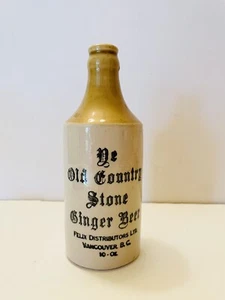 Ye
Old Country
Stone
Ginger Beer
FELIX DISTRIBUTORS LTD.
VANCOUVER B.C.
10-OZ